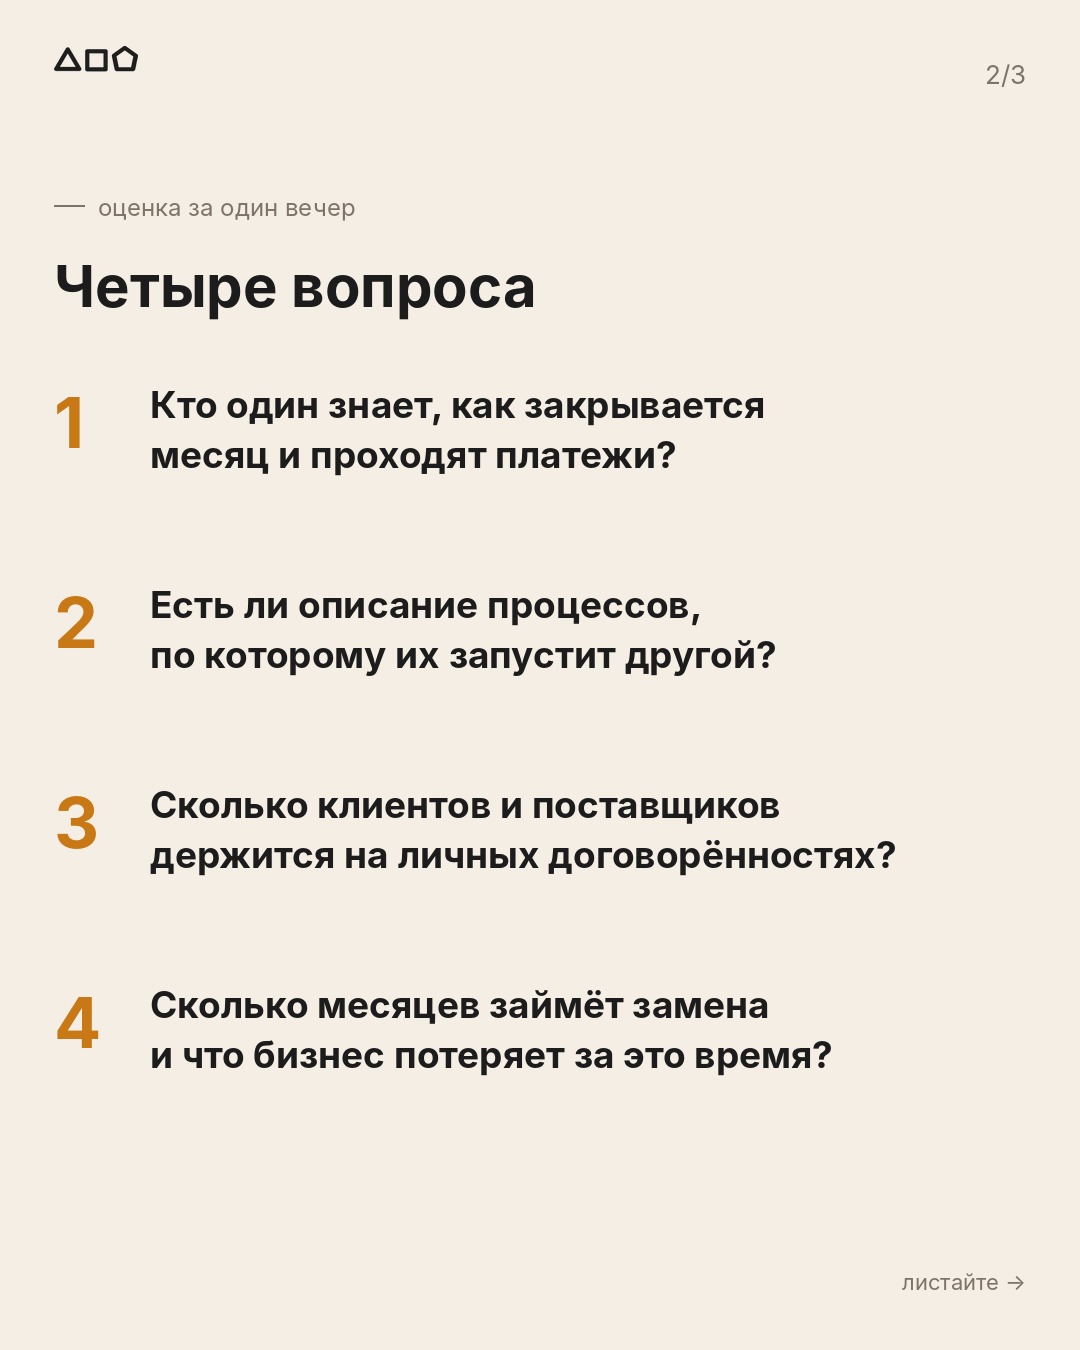 2/3
— оценка за один вечер
Четыре вопроса
1 Кто один знает, как закрывается
месяц и проходят платежи?
2 Есть ли описание процессов,
по которому их запустит другой?
3 Сколько клиентов и поставщиков
держится на личных договорённостях?
4 Сколько месяцев займёт замена
и что бизнес потеряет за это время?
листайте →